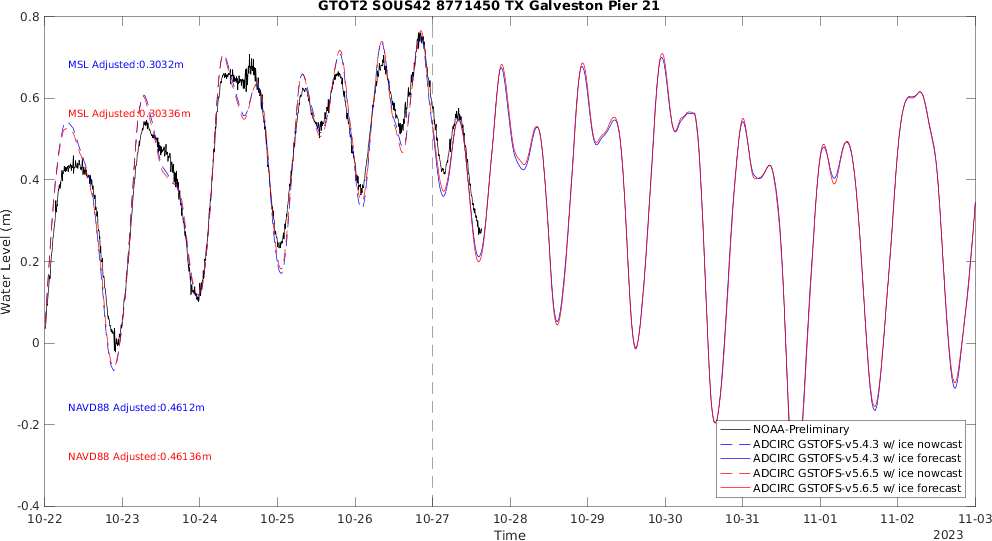 GTOT2 SOUS42 8771450 TX Galveston Pier 21
0.8
0.6
0.4
0.2
0
-0.2
-0.4
Water Level (m)
MSL Adjusted:0.3032m
MSL Adjusted:0.30336m
NAVD88 Adjusted:0.4612m
NAVD88 Adjusted:0.46136m
NOAA-Preliminary
ADCIRC GSTOFS-v5.4.3 w/ ice nowcast
ADCIRC GSTOFS-v5.4.3 w/ ice forecast
ADCIRC GSTOFS-v5.6.5 w/ ice nowcast
ADCIRC GSTOFS-v5.6.5 w/ ice forecast
10-22 10-23 10-24 10-25 10-26 10-27 10-28 10-29 10-30 10-31 11-01 11-02 11-03
Time
2023